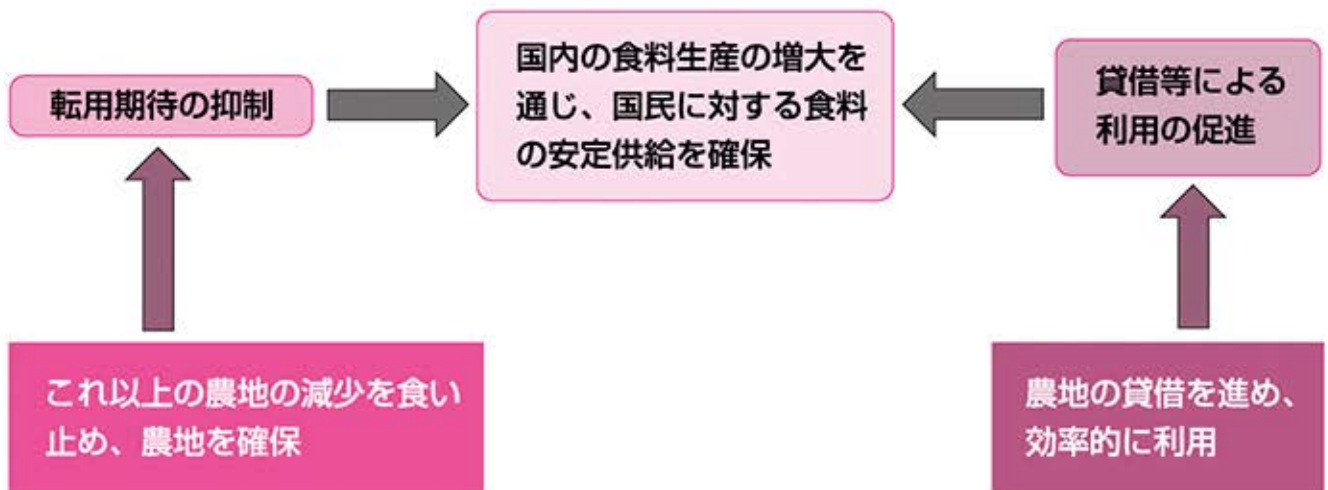 転用期待の抑制
国内の食料生産の増大を
通じ、国民に対する食料
の安定供給を確保
貸借等による
利用の促進
これ以上の農地の減少を食い
止め、農地を確保
農地の貸借を進め、
効率的に利用